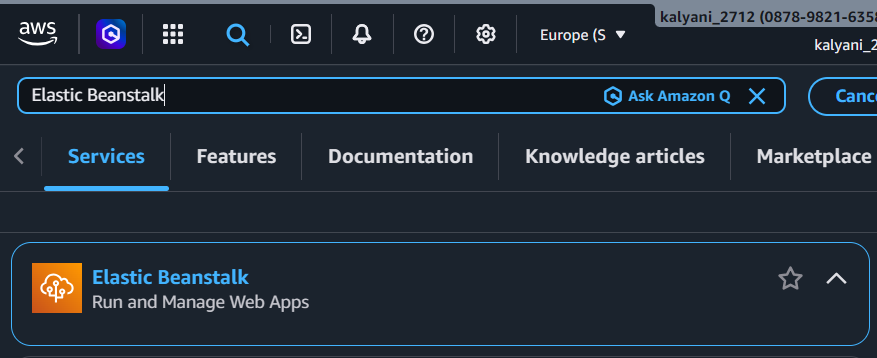 kalyani_2712 (0878-9821-6358
aws
Europe (S
kalyani_2
Elastic Beanstalk
Ask Amazon Q
Canc
Services
Features
Documentation
Knowledge articles
Marketplace
Elastic Beanstalk
Run and Manage Web Apps